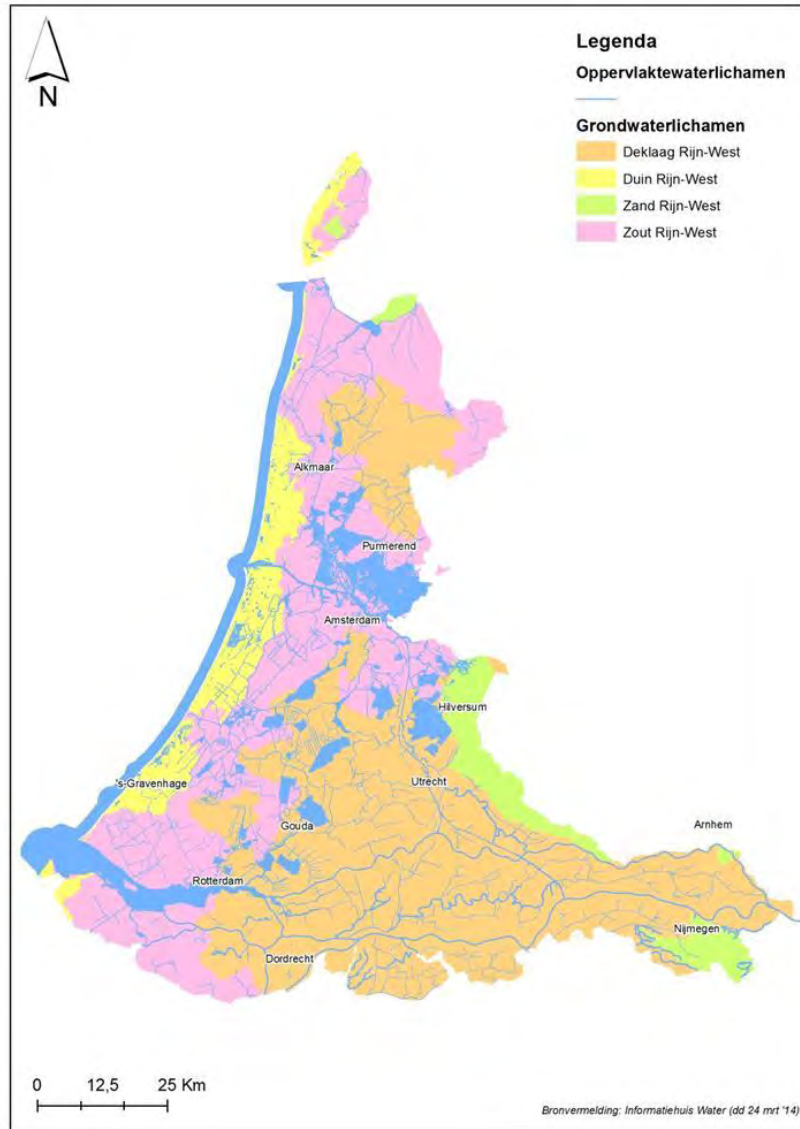 N
Legenda
Oppervlaktewaterlichamen
Grondwaterlichamen
Deklaag Rijn-West
Duin Rijn-West
Zand Rijn-West
Zout Rijn-West
Alkmaar
Purmerend
Amsterdam
Hilversum
's-Gravenhage
Utrecht
Gouda
Arnhem
Rotterdam
Nijmegen
Dordrecht
0 12,5 25 Km
Bronvermelding: Informatiehuis Water (dd 24 mrt '14)